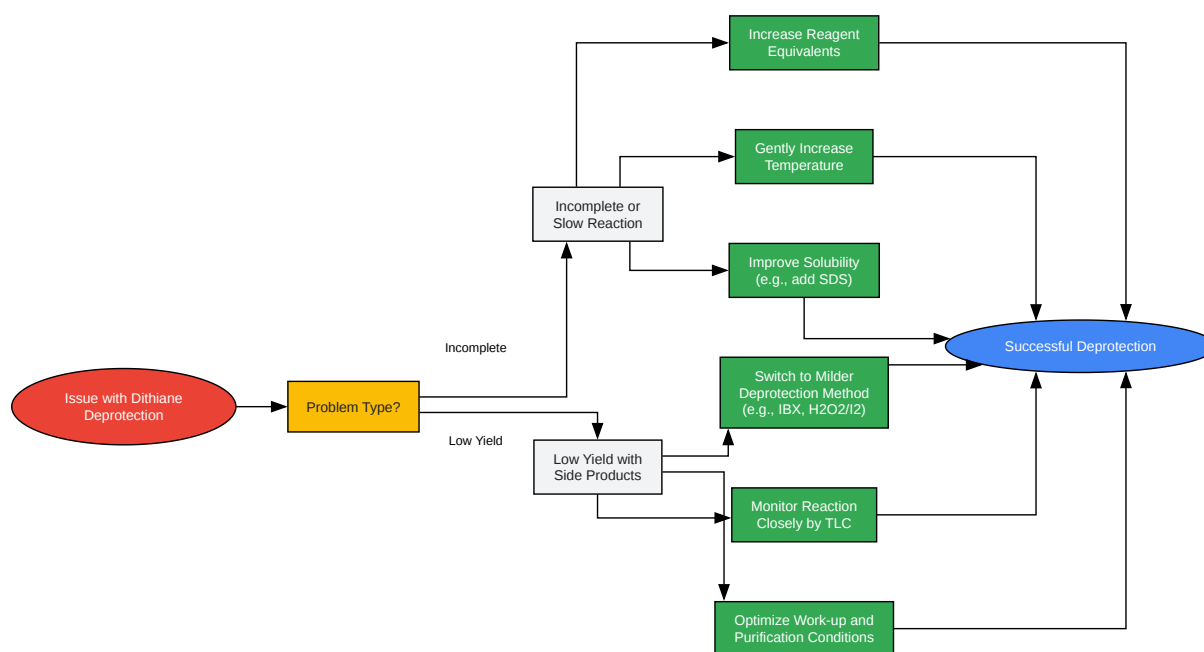 Increase Reagent
Equivalents
Gently Increase
Temperature
Incomplete or
Slow Reaction
Improve Solubility
(e.g., add SDS)
Incomplete
Successful Deprotection
Issue with Dithiane
Deprotection
Problem Type?
Switch to Milder
Deprotection Method
(e.g., IBX, H2O2/I2)
Low Yield
Low Yield with
Side Products
Monitor Reaction
Closely by TLC
Optimize Work-up and
Purification Conditions